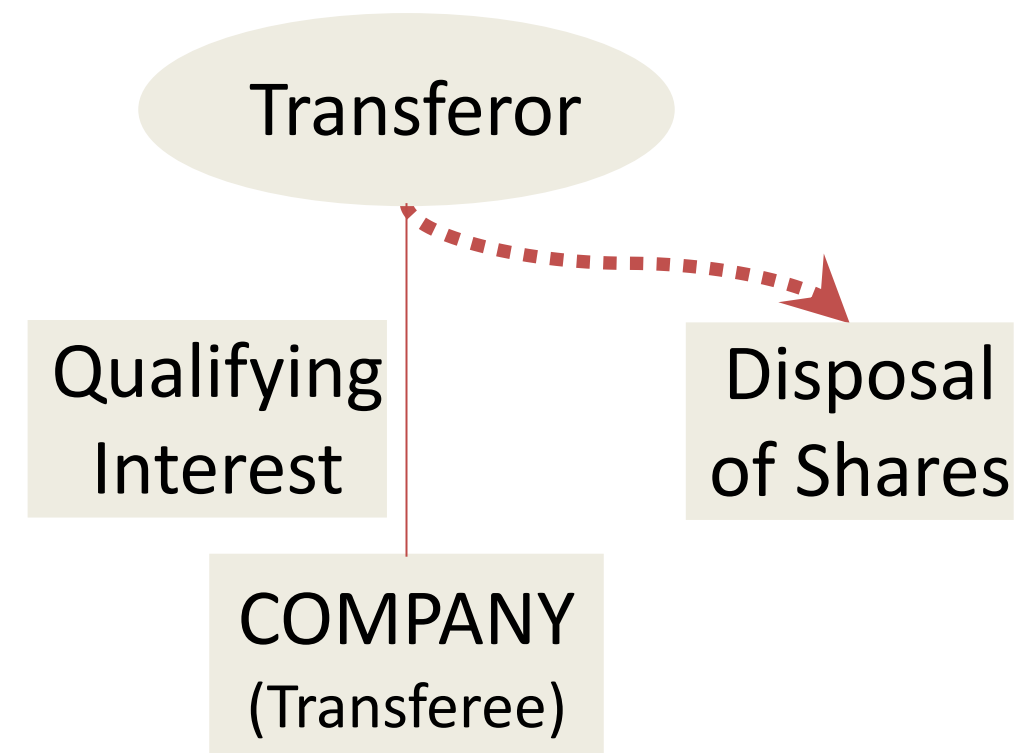 Transferor
Qualifying
Interest
Disposal
of Shares
COMPANY
(Transferee)